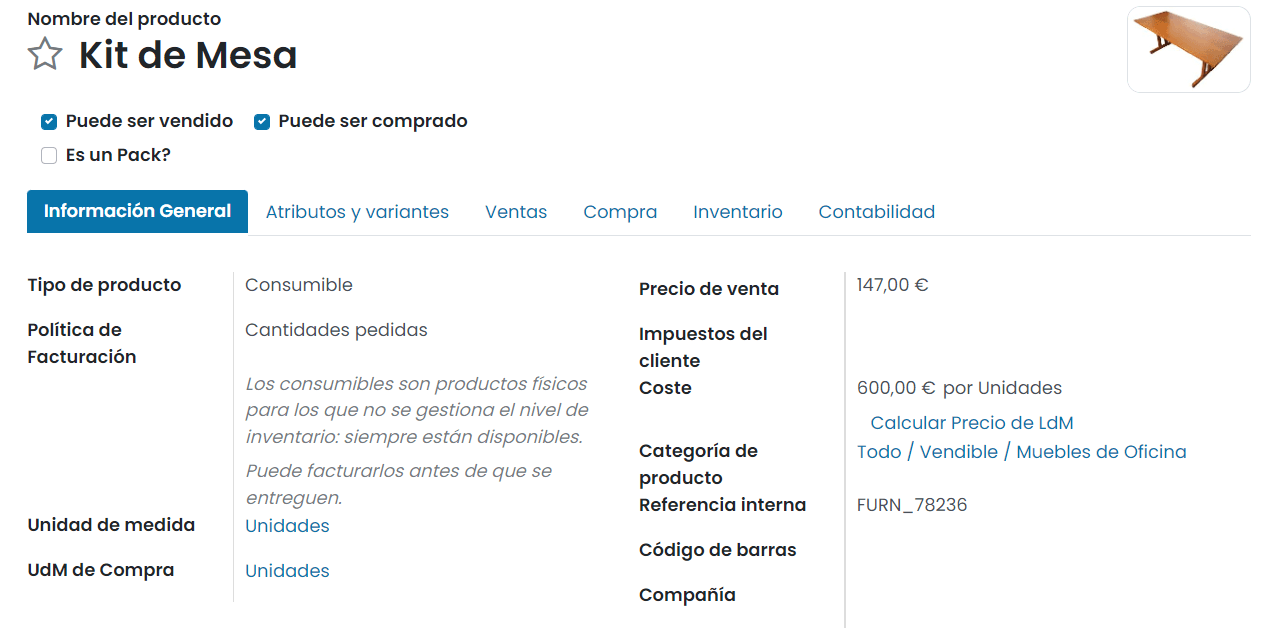 Nombre del producto
Kit de Mesa
Puede ser vendido Puede ser comprado
Es un Pack?
Información General Atributos y variantes Ventas Compra Inventario Contabilidad
Tipo de producto Consumible
Política de Facturación Cantidades pedidas
Los consumibles son productos físicos
para los que no se gestiona el nivel de
inventario: siempre están disponibles.
Puede facturarlos antes de que se
entreguen.
Unidad de medida Unidades
UdM de Compra Unidades
Precio de venta 147,00 €
Impuestos del
cliente
Coste 600,00 € por Unidades
Calcular Precio de LdM
Categoría de producto Todo / Vendible / Muebles de Oficina
Referencia interna FURN_78236
Código de barras
Compañía